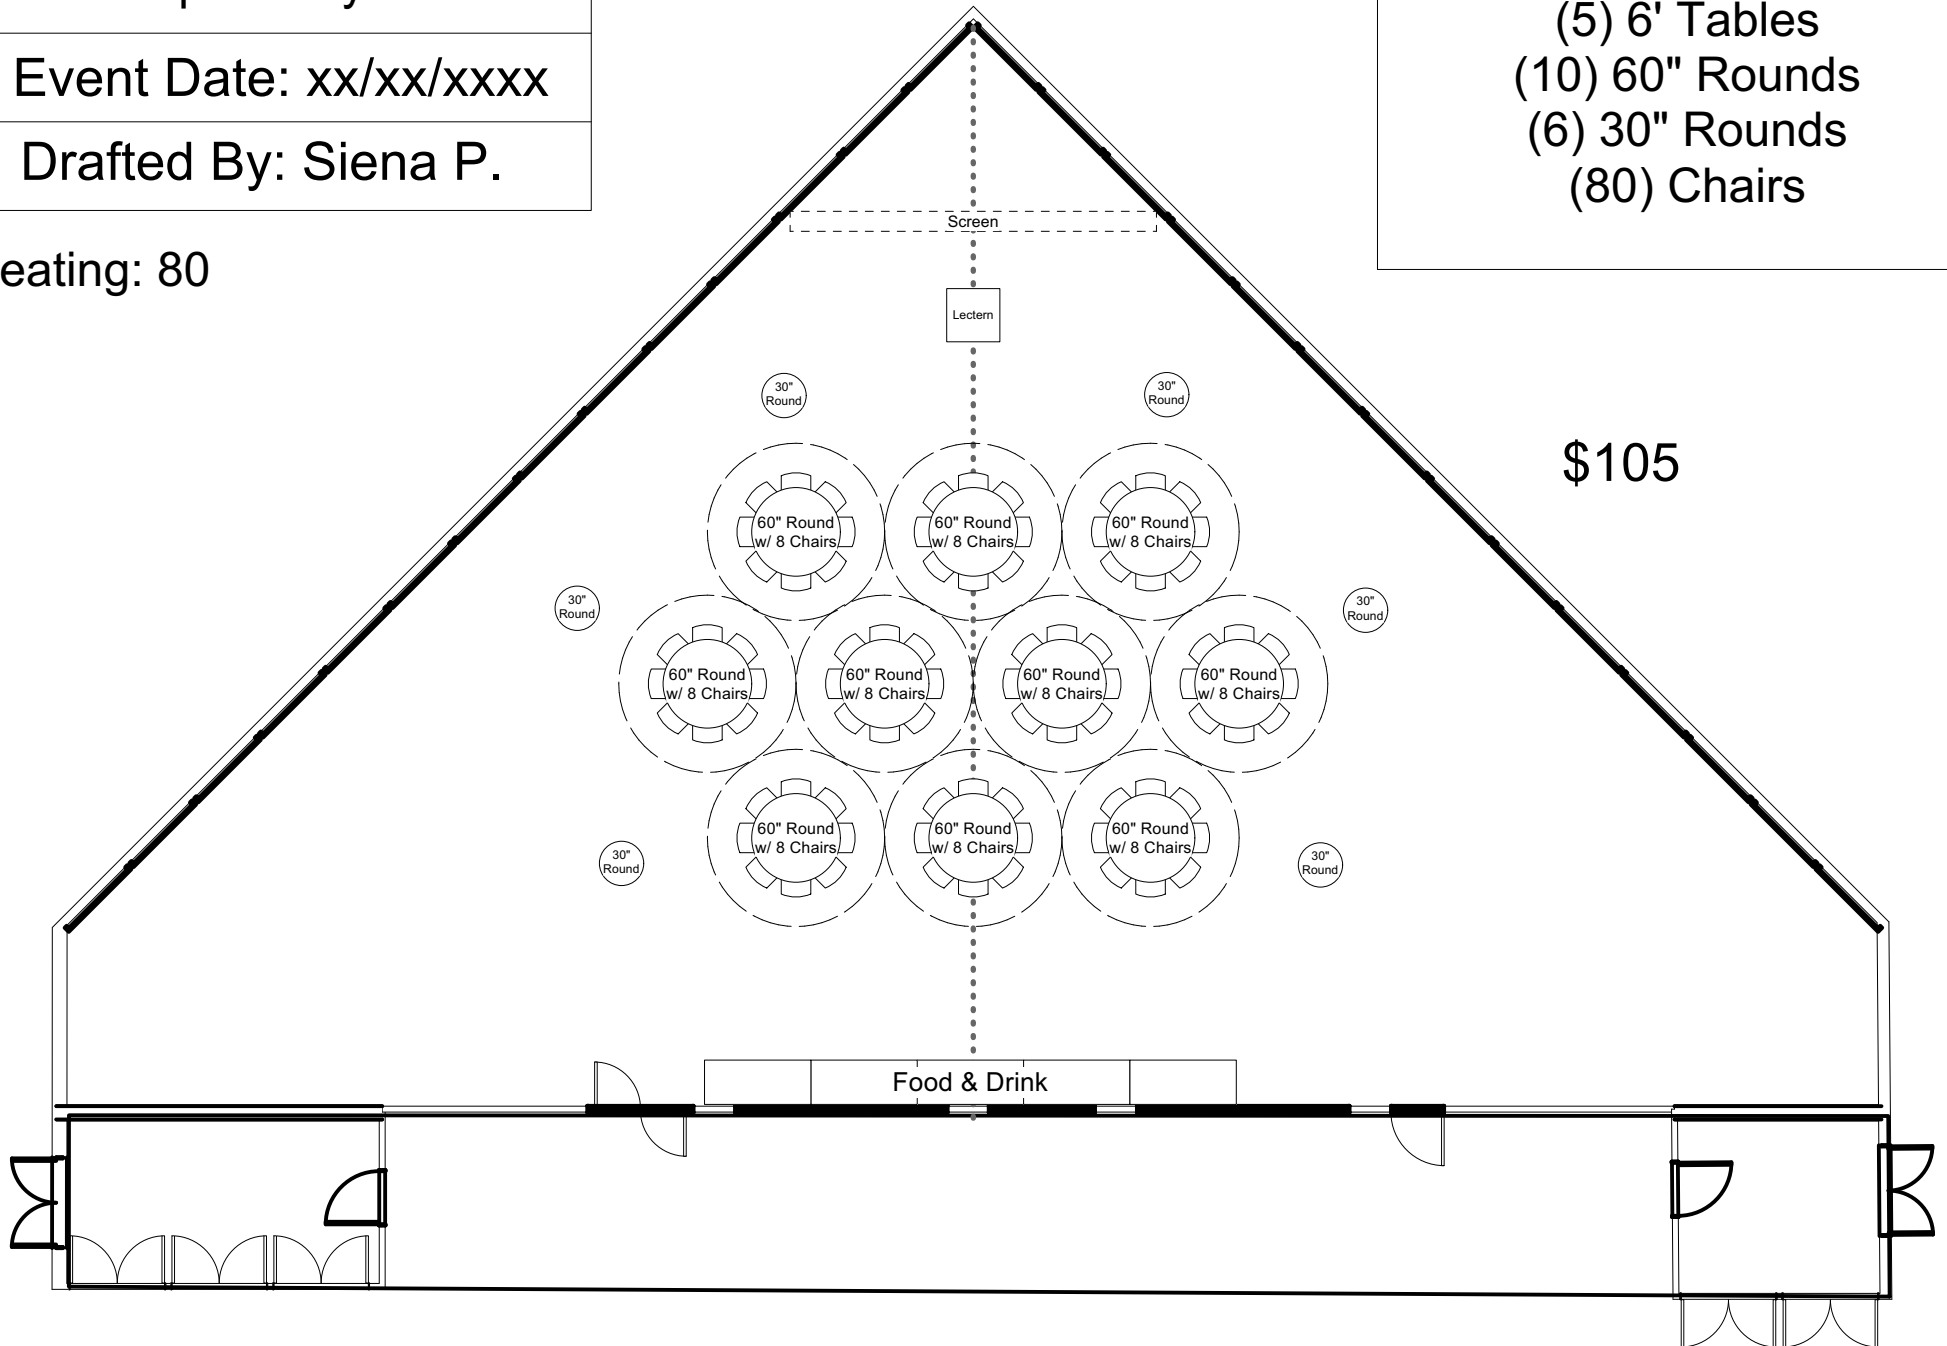 Event Date: xx/xx/xxxx
Drafted By: Siena P.
eating: 80
(5) 6' Tables
(10) 60" Rounds
(6) 30" Rounds
(80) Chairs
$105
Screen
Lectern
30"
Round
30"
Round
60" Round
w/ 8 Chairs
60" Round
w/ 8 Chairs
60" Round
w/ 8 Chairs
30"
Round
30"
Round
60" Round
w/ 8 Chairs
60" Round
w/ 8 Chairs
60" Round
w/ 8 Chairs
60" Round
w/ 8 Chairs
60" Round
w/ 8 Chairs
60" Round
w/ 8 Chairs
60" Round
w/ 8 Chairs
30"
Round
30"
Round
Food & Drink